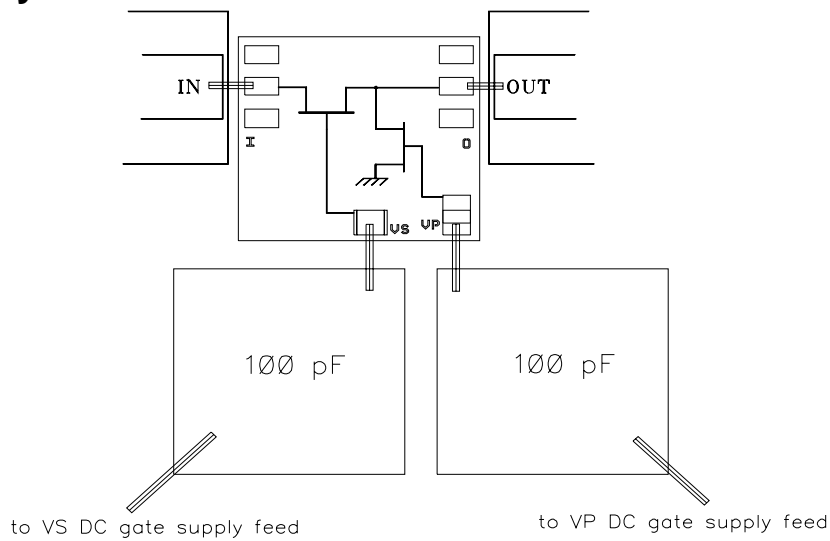 IN
OUT
I
O
VS
VP
100 pF
100 pF
to VS DC gate supply feed
to VP DC gate supply feed